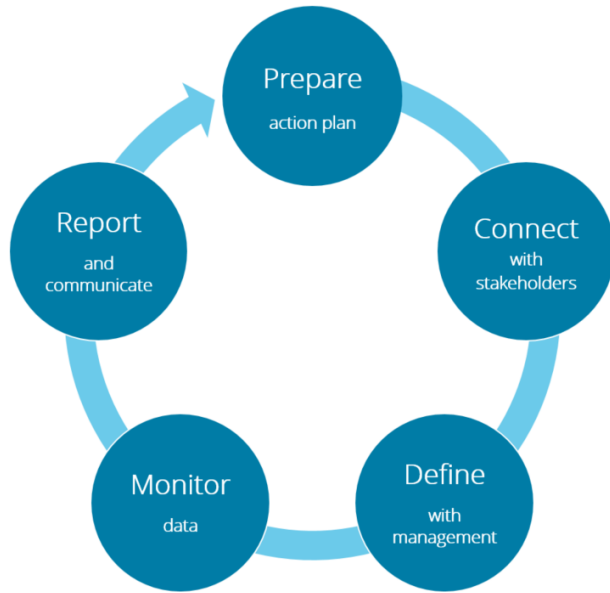 Prepare
action plan
Connect
with
stakeholders
Define
with
management
Monitor
data
Report
and
communicate